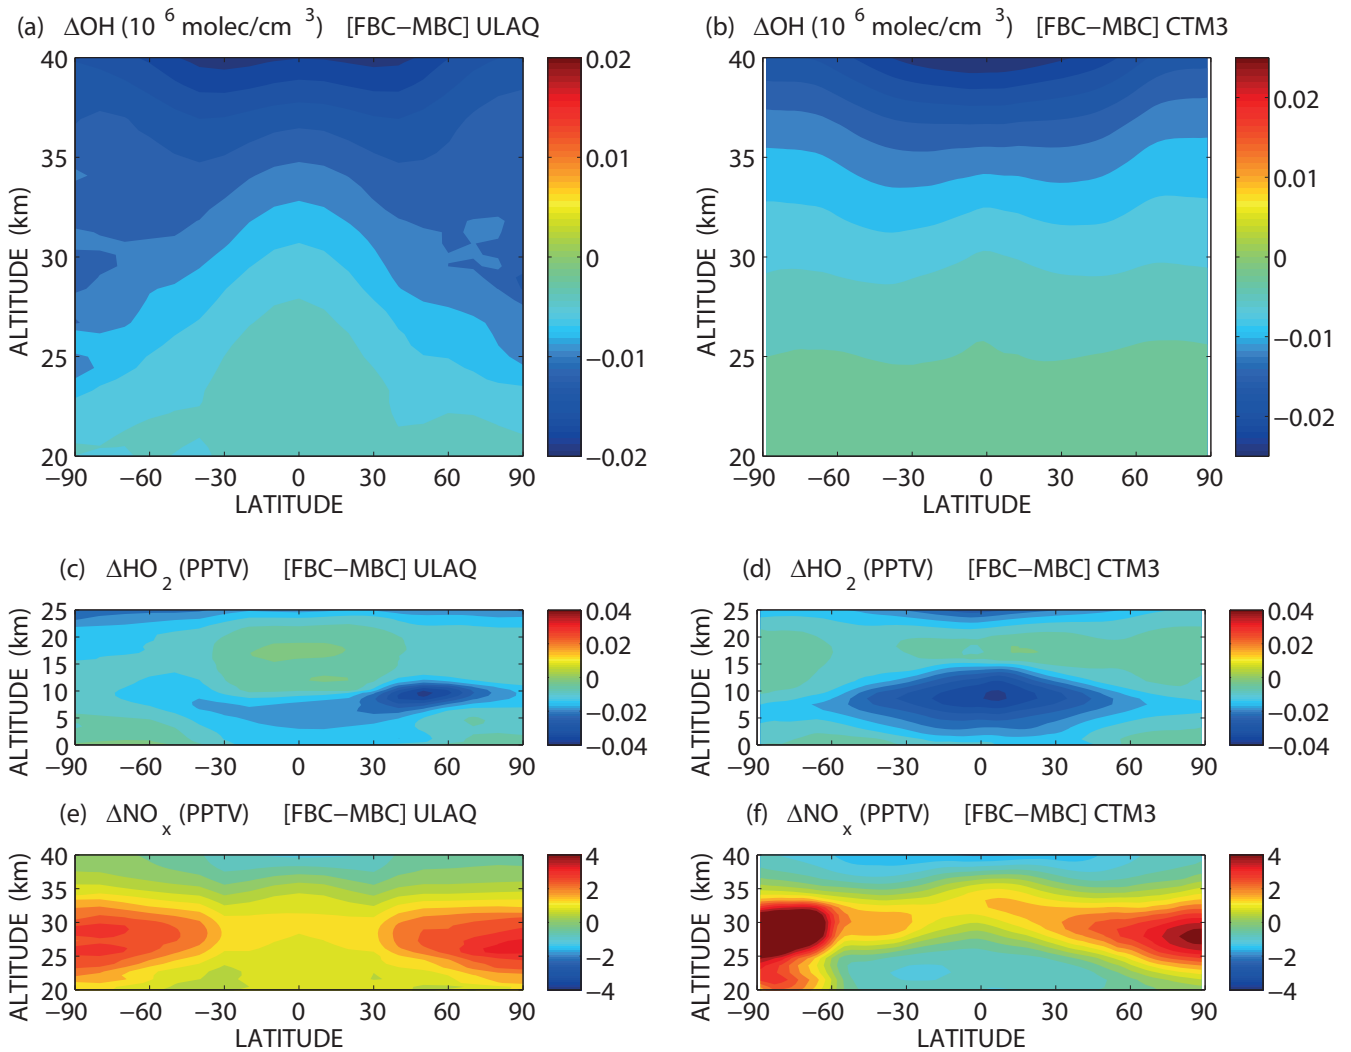 (a) ΔOH (10 6 molec/cm 3) [FBC−MBC] ULAQ
(b) ΔOH (10 6 molec/cm 3) [FBC−MBC] CTM3
40
35
30
25
20
ALTITUDE (km)
−90 −60 −30 0 30 60 90
LATITUDE
0.02
0.01
0
−0.01
−0.02
40
35
30
25
20
ALTITUDE (km)
−90 −60 −30 0 30 60 90
LATITUDE
0.02
0.01
0
−0.01
−0.02
(c) ΔHO2 (PPTV) [FBC−MBC] ULAQ
(d) ΔHO2 (PPTV) [FBC−MBC] CTM3
25
20
15
10
5
0
ALTITUDE (km)
−90 −60 −30 0 30 60 90
0.04
0.02
0
−0.02
−0.04
25
20
15
10
5
0
ALTITUDE (km)
−90 −60 −30 0 30 60 90
0.04
0.02
0
−0.02
−0.04
(e) ΔNOx (PPTV) [FBC−MBC] ULAQ
(f) ΔNOx (PPTV) [FBC−MBC] CTM3
40
35
30
25
20
ALTITUDE (km)
−90 −60 −30 0 30 60 90
LATITUDE
4
2
0
−2
−4
40
35
30
25
20
ALTITUDE (km)
−90 −60 −30 0 30 60 90
LATITUDE
4
2
0
−2
−4